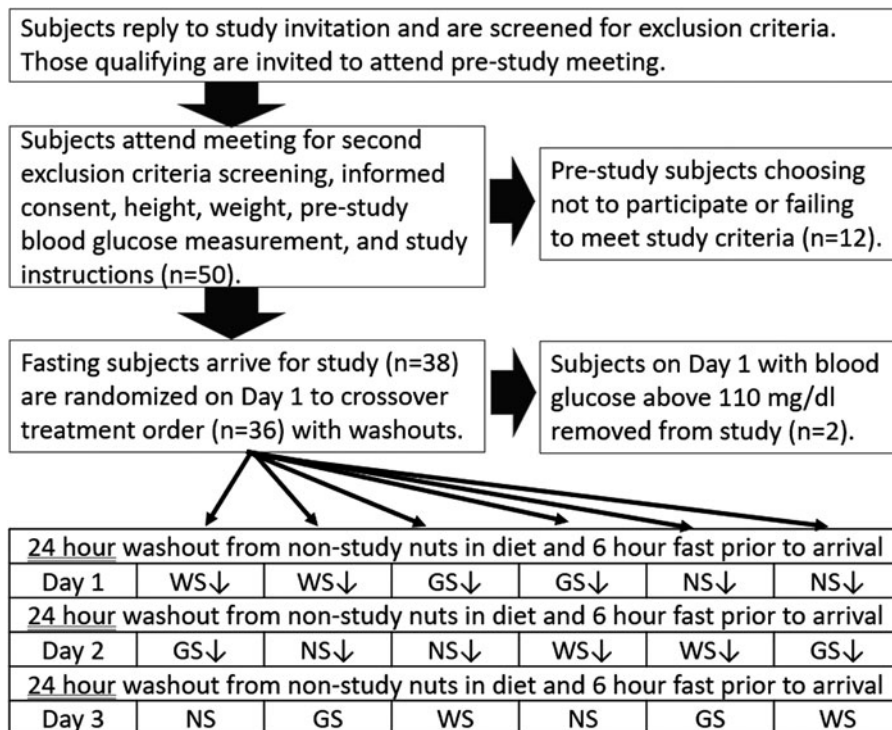 Subjects reply to study invitation and are screened for exclusion criteria.
Those qualifying are invited to attend pre-study meeting.
Subjects attend meeting for second
exclusion criteria screening, informed
consent, height, weight, pre-study
blood glucose measurement, and study
instructions (n=50).
Pre-study subjects choosing
not to participate or failing
to meet study criteria (n=12).
Fasting subjects arrive for study (n=38)
are randomized on Day 1 to crossover
treatment order (n=36) with washouts.
Subjects on Day 1 with blood
glucose above 110 mg/dl
removed from study (n=2).
24 hour washout from non-study nuts in diet and 6 hour fast prior to arrival
Day 1 WS↓ WS↓ GS↓ GS↓ NS↓ NS↓
24 hour washout from non-study nuts in diet and 6 hour fast prior to arrival
Day 2 GS↓ NS↓ NS↓ WS↓ WS↓ GS↓
24 hour washout from non-study nuts in diet and 6 hour fast prior to arrival
Day 3 NS GS WS NS GS WS